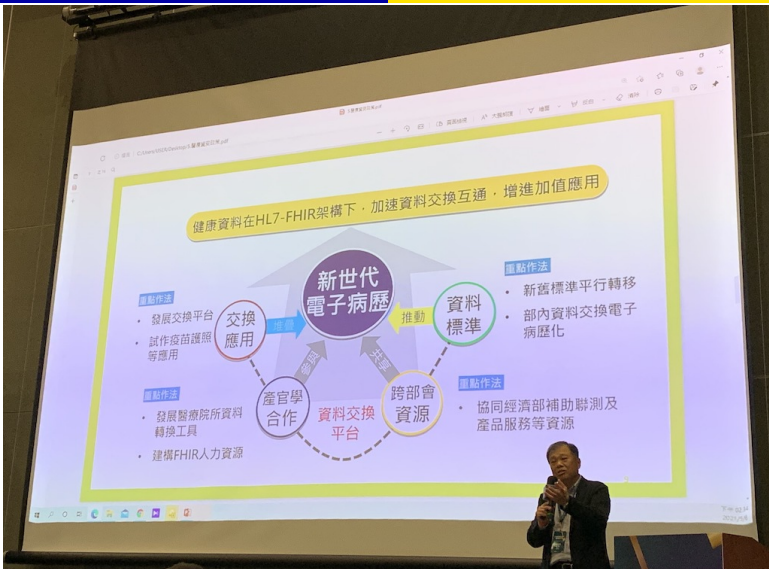 健康資料在HL7-FHIR架構下，加速資料交換互通，增進加值應用
新世代
電子病歷
重點作法
• 發展交換平台
• 試作疫苗護照
等應用
交換
應用
推動
資料
標準
重點作法
• 新舊標準平行轉移
• 部內資料交換電子
病歷化
參與
共享
重點作法
• 發展醫療院所資料
轉換工具
• 建構FHIR人力資源
產官學
合作
資料交換
平台
跨部會
資源
重點作法
• 協同經濟部補助聯測及
產品服務等資源